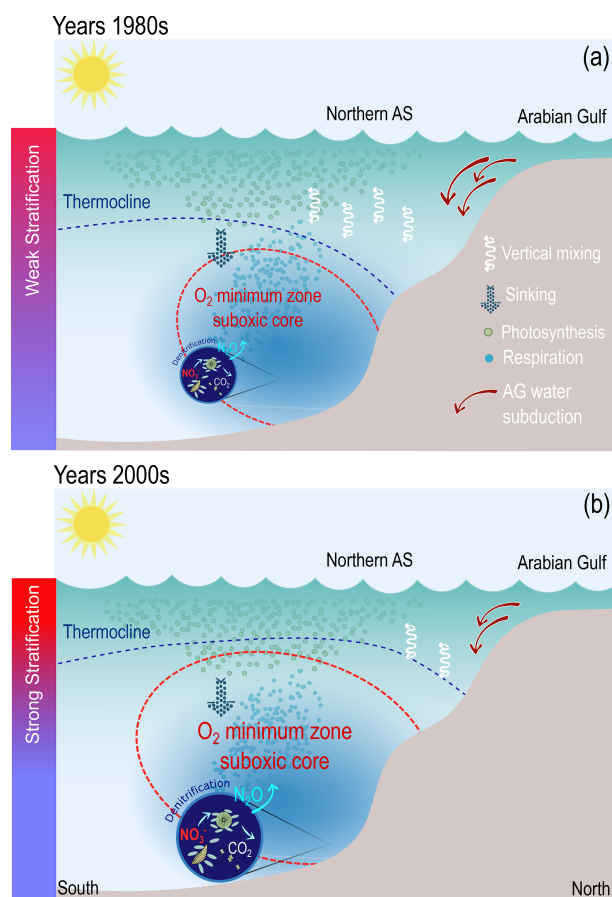 Years 1980s
(a)
Northern AS
Arabian Gulf
Weak Stratification
Thermocline
Vertical mixing
O₂ minimum zone
suboxic core
Sinking
Photosynthesis
Respiration
Denitrification
N₂O
NO₃⁻
CO₂
AG water
subduction
Years 2000s
(b)
Northern AS
Arabian Gulf
Strong Stratification
Thermocline
O₂ minimum zone
suboxic core
Denitrification
N₂O
NO₃⁻
CO₂
South
North